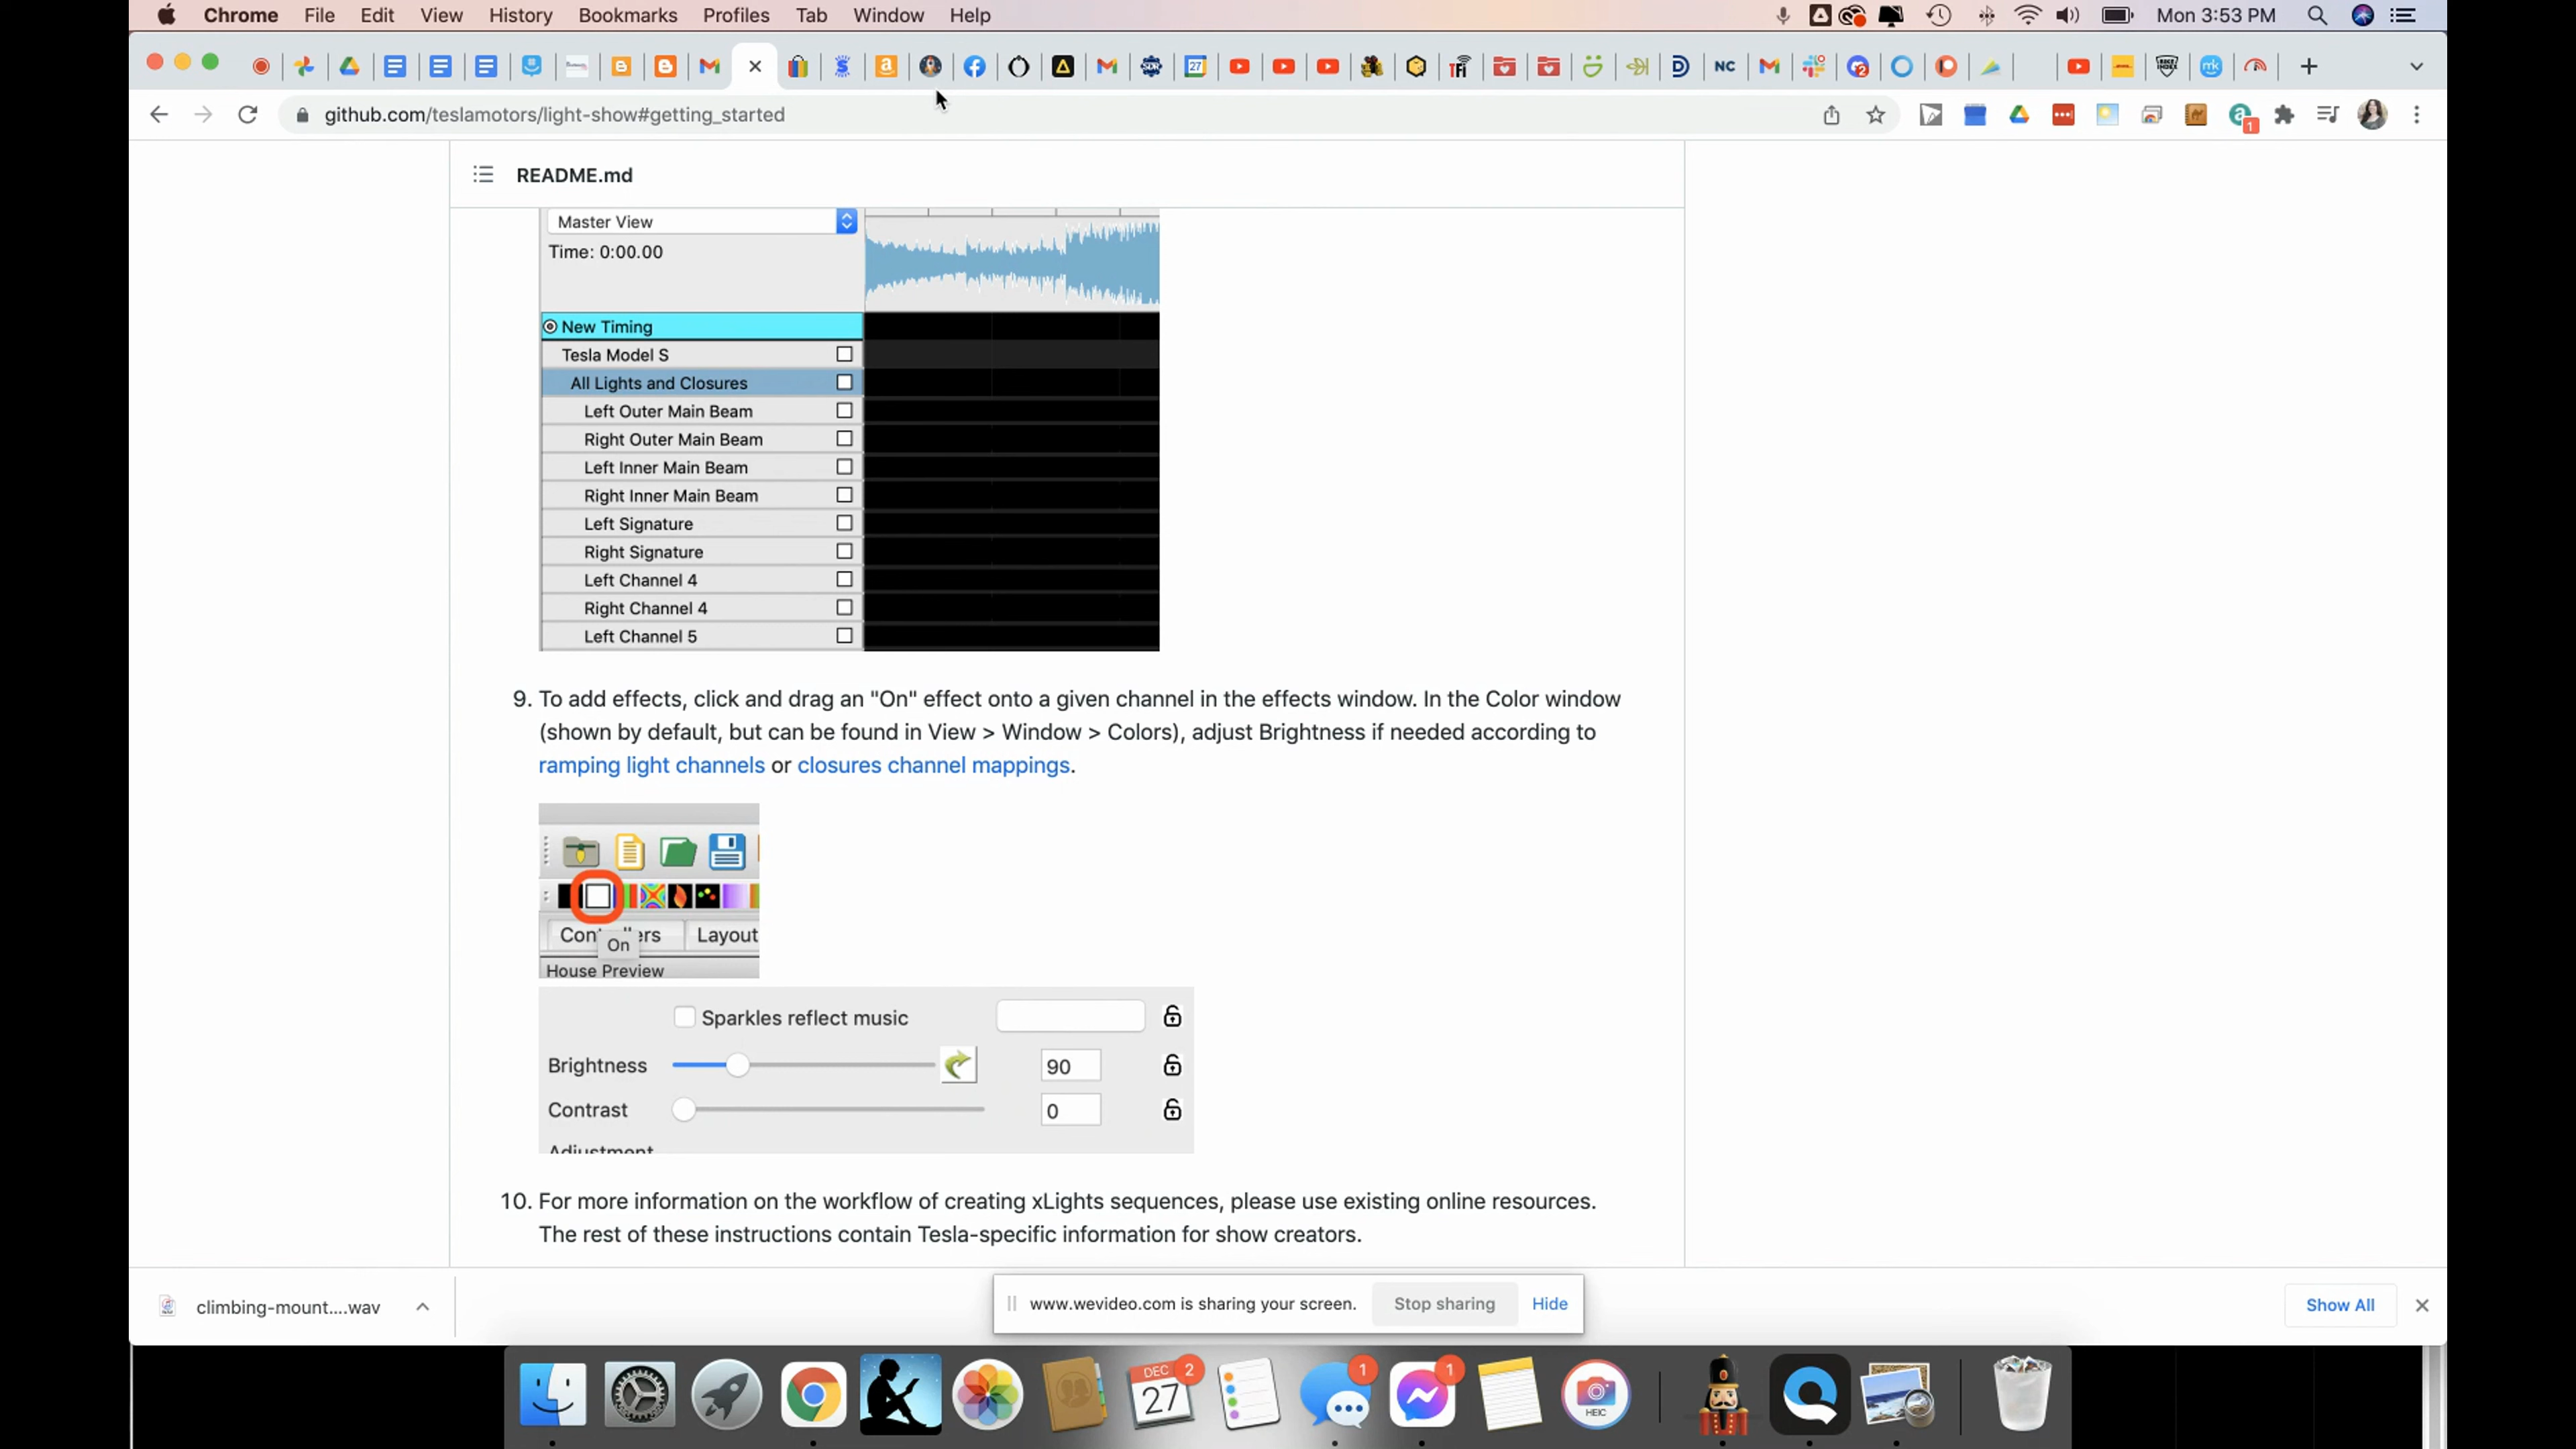 Chrome File Edit View History Bookmarks Profiles Tab Window Help Mon 3:53 PM
github.com/teslamotors/light-show#getting_started
README.md
Master View
Time: 0:00.00
New Timing
Tesla Model S
All Lights and Closures
Left Outer Main Beam
Right Outer Main Beam
Left Inner Main Beam
Right Inner Main Beam
Left Signature
Right Signature
Left Channel 4
Right Channel 4
Left Channel 5
9. To add effects, click and drag an "On" effect onto a given channel in the effects window. In the Color window
(shown by default, but can be found in View > Window > Colors), adjust Brightness if needed according to
ramping light channels or closures channel mappings.
Layout
On
House Preview
Sparkles reflect music
Brightness 90
Contrast 0
Adjustment
10. For more information on the workflow of creating xLights sequences, please use existing online resources.
The rest of these instructions contain Tesla-specific information for show creators.
climbing-mount....wav
www.wevideo.com is sharing your screen. Stop sharing Hide
Show All
DEC 2
27
1
1
HEIC